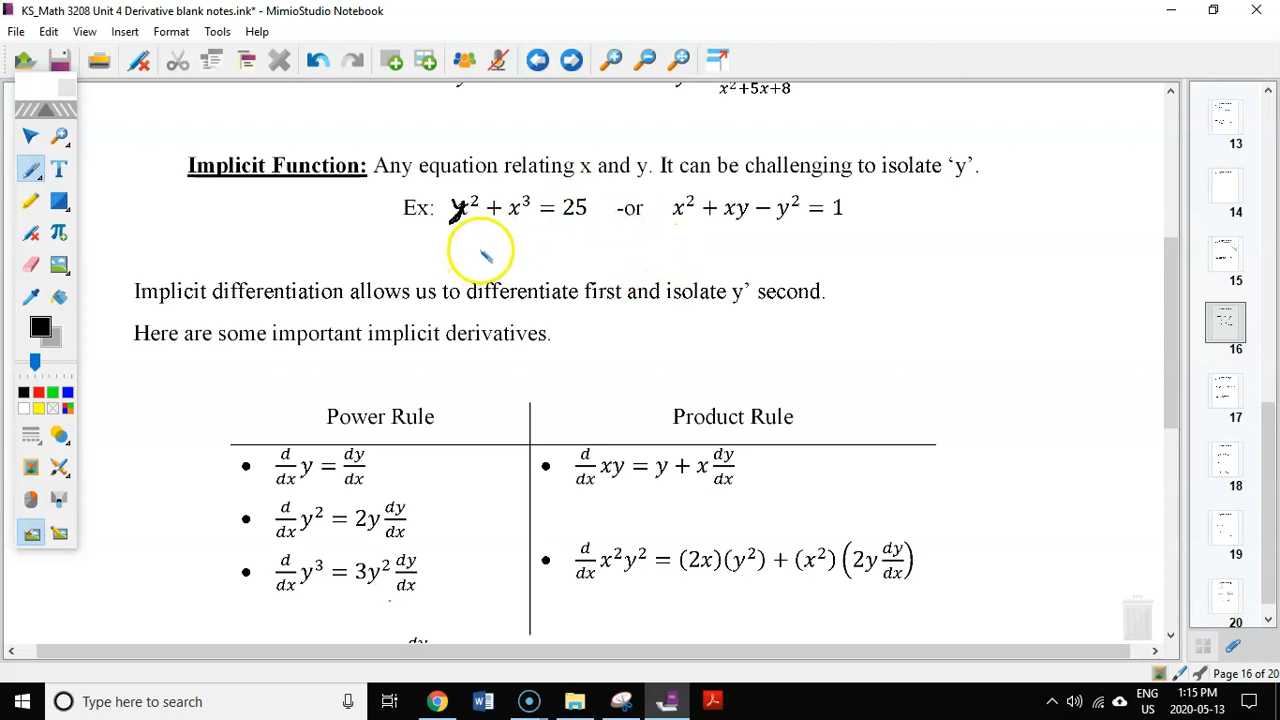 KS_Math 3208 Unit 4 Derivative blank notes.ink* - MimioStudio Notebook
File Edit View Insert Format Tools Help
x²+5x+8
Implicit Function: Any equation relating x and y. It can be challenging to isolate ‘y’.
Ex: y² + x³ = 25 -or x² + xy − y² = 1
Implicit differentiation allows us to differentiate first and isolate y’ second.
Here are some important implicit derivatives.
Power Rule Product Rule
• d/dx y = dy/dx • d/dx xy = y + x dy/dx
• d/dx y² = 2y dy/dx
• d/dx x²y² = (2x)(y²) + (x²)(2y dy/dx)
• d/dx y³ = 3y² dy/dx
13
14
15
16
17
18
19
20
Page 16 of 20
Type here to search
ENG
US
1:15 PM
2020-05-13